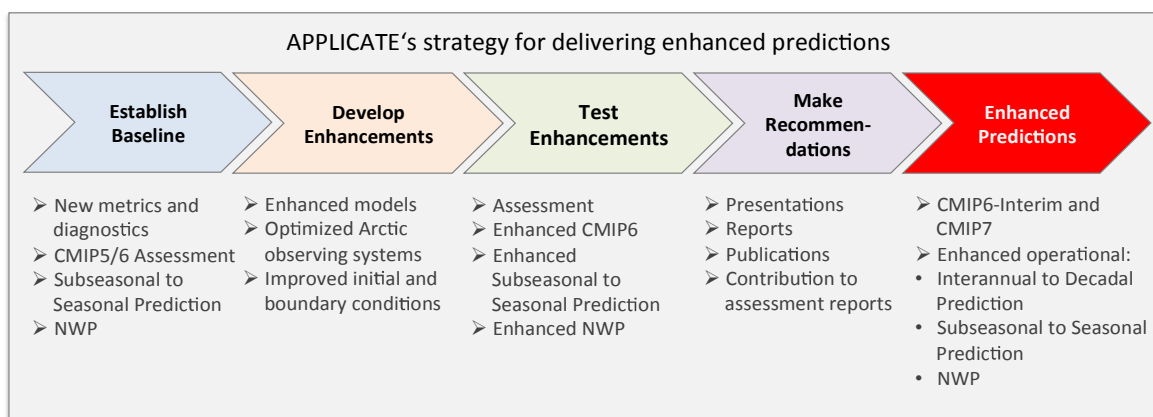 APPLICATE‘s strategy for delivering enhanced predictions
Establish
Baseline
Develop
Enhancements
Test
Enhancements
Make
Recommen-
dations
Enhanced
Predictions
➢ New metrics and
diagnostics
➢ CMIP5/6 Assessment
➢ Subseasonal to
Seasonal Prediction
➢ NWP
➢ Enhanced models
➢ Optimized Arctic
observing systems
➢ Improved initial and
boundary conditions
➢ Assessment
➢ Enhanced CMIP6
➢ Enhanced
Subseasonal to
Seasonal Prediction
➢ Enhanced NWP
➢ Presentations
➢ Reports
➢ Publications
➢ Contribution to
assessment reports
➢ CMIP6-Interim and
CMIP7
➢ Enhanced operational:
• Interannual to Decadal
Prediction
• Subseasonal to Seasonal
Prediction
• NWP